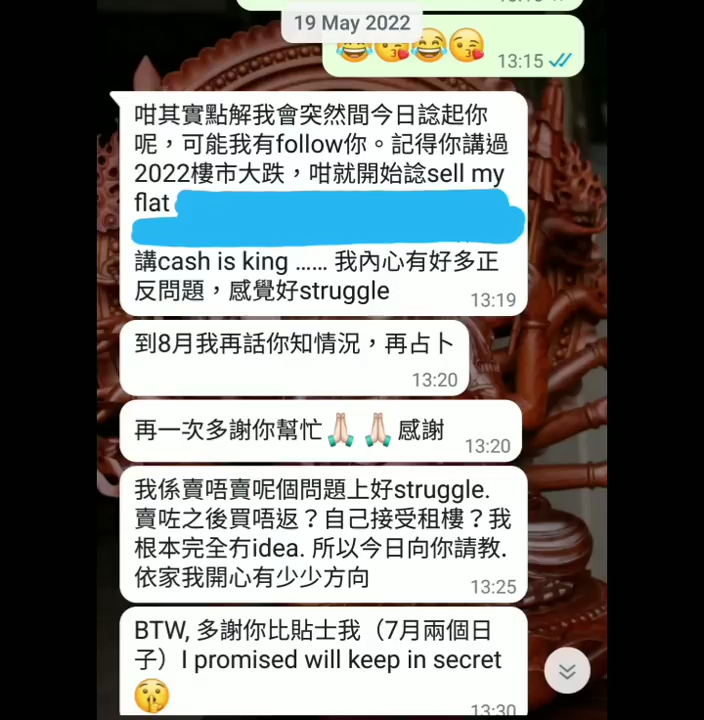 19 May 2022
😂😘😂😘 13:15
咁其實點解我會突然間今日諗起你
呢，可能我有follow你。記得你講過
2022樓市大跌，咁就開始諗sell my
flat
講cash is king ...... 我內心有好多正
反問題，感覺好struggle
13:19
到8月我再話你知情況，再占卜
13:20
再一次多謝你幫忙🙏🏻🙏🏻感謝
13:20
我係賣唔賣呢個問題上好struggle.
賣咗之後買唔返？自己接受租樓？我
根本完全冇idea. 所以今日向你請教.
依家我開心有少少方向
13:25
BTW, 多謝你比貼士我（7月兩個日
子）I promised will keep in secret
🤫
13:30